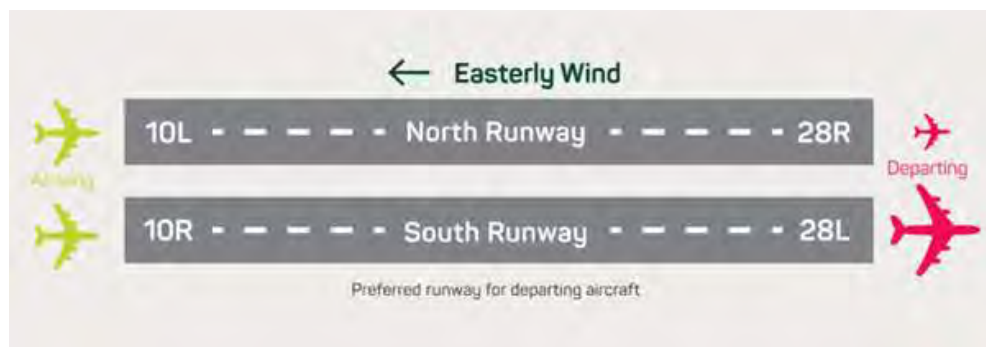 Easterly Wind
10L North Runway 28R
Arriving
Departing
10R South Runway 28L
Preferred runway for departing aircraft